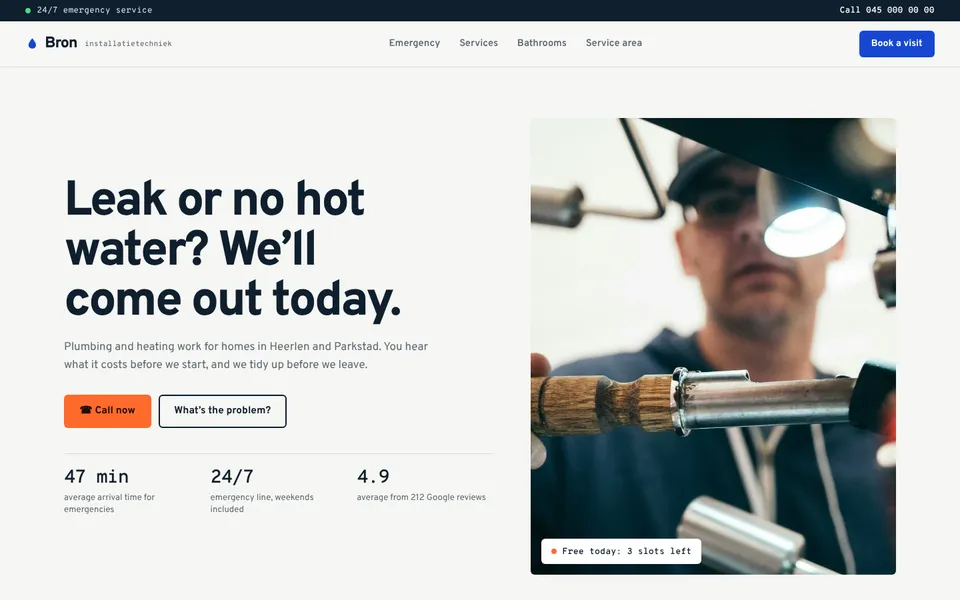 24/7 emergency service
Call 045 000 00 00
Bron installatietechniek
Emergency
Services
Bathrooms
Service area
Book a visit
Leak or no hot
water? We’ll
come out today.
Plumbing and heating work for homes in Heerlen and Parkstad. You hear
what it costs before we start, and we tidy up before we leave.
☎ Call now
What’s the problem?
47 min
average arrival time for
emergencies
24/7
emergency line, weekends
included
4.9
average from 212 Google reviews
Free today: 3 slots left